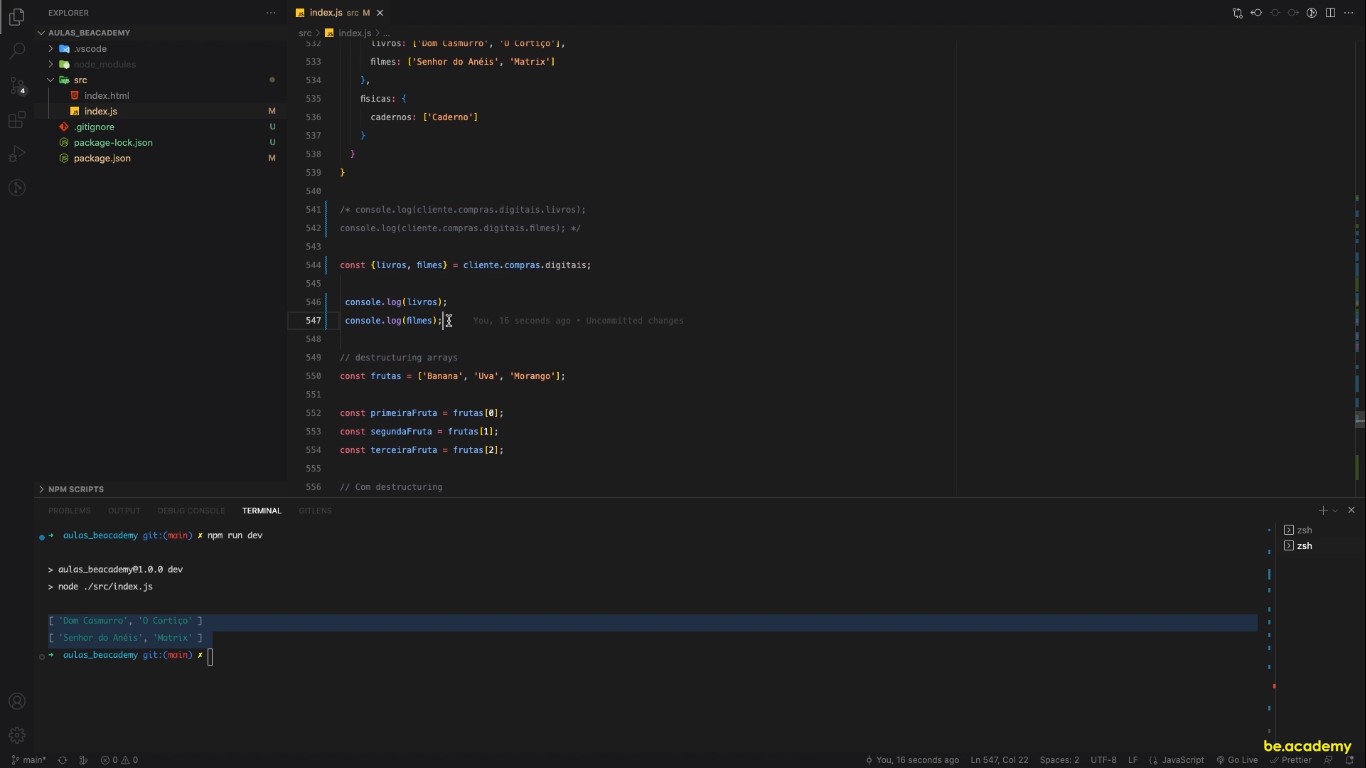 EXPLORER
AULAS_BEACADEMY
.vscode
node_modules
src
index.html
index.js M
.gitignore U
package-lock.json U
package.json M
NPM SCRIPTS
4
index.js src M
src > index.js > ...
532 livros: ['Dom Casmurro', 'O Cortiço'],
533 filmes: ['Senhor do Anéis', 'Matrix']
534 },
535 fisicas: {
536 cadernos: ['Caderno']
537 }
538 }
539 }
540
541 /* console.log(cliente.compras.digitais.livros);
542 console.log(cliente.compras.digitais.filmes); */
543
544 const {livros, filmes} = cliente.compras.digitais;
545
546 console.log(livros);
547 console.log(filmes); You, 16 seconds ago • Uncommitted changes
548
549 // destructuring arrays
550 const frutas = ['Banana', 'Uva', 'Morango'];
551
552 const primeiraFruta = frutas[0];
553 const segundaFruta = frutas[1];
554 const terceiraFruta = frutas[2];
555
556 // Com destructuring
PROBLEMS OUTPUT DEBUG CONSOLE TERMINAL GITLENS
→ aulas_beacademy git:(main) ✗ npm run dev
> aulas_beacademy@1.0.0 dev
> node ./src/index.js
[ 'Dom Casmurro', 'O Cortiço' ]
[ 'Senhor do Anéis', 'Matrix' ]
→ aulas_beacademy git:(main) ✗
zsh
zsh
be.academy
main* 0 0 You, 16 seconds ago Ln 547, Col 22 Spaces: 2 UTF-8 LF JavaScript Go Live Prettier